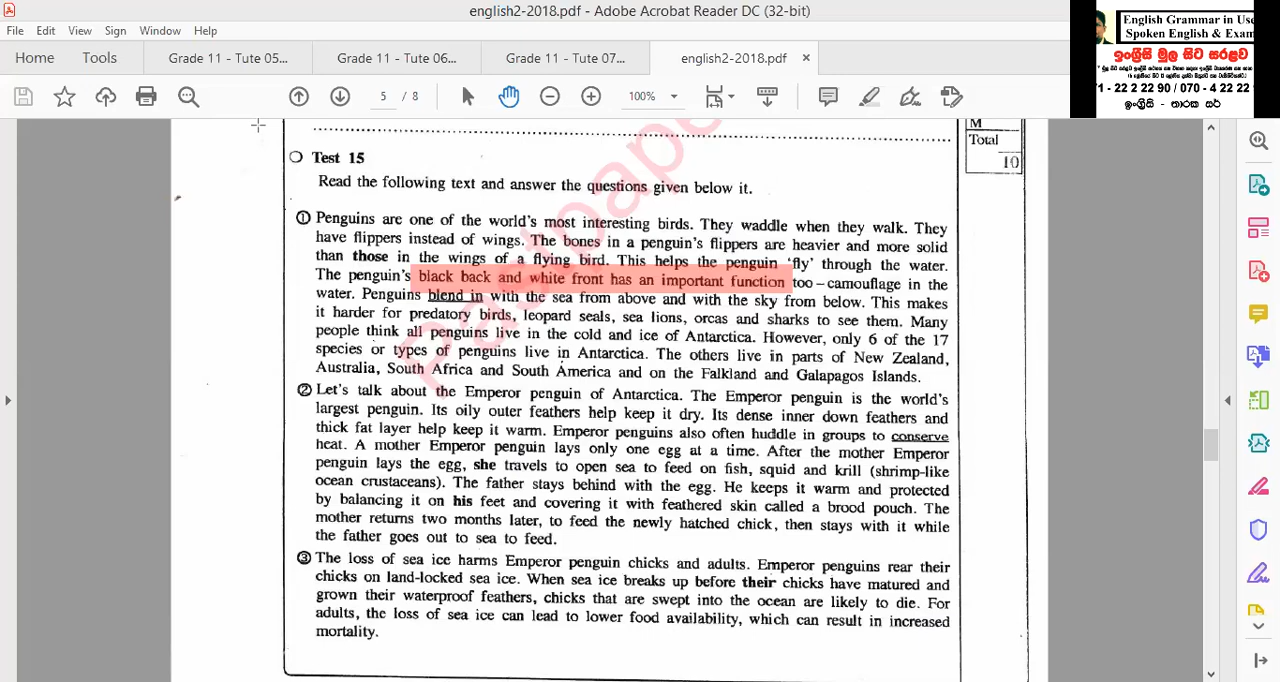 english2-2018.pdf - Adobe Acrobat Reader DC (32-bit)
File Edit View Sign Window Help
Home Tools Grade 11 - Tute 05... Grade 11 - Tute 06... Grade 11 - Tute 07... english2-2018.pdf ×
5 / 8 100%
English Grammar in Use
Spoken English & Exam
ඉංග්‍රීසි මුල සිට සරළව
71 - 22 2 22 90 / 070 - 4 22 22
ඉංග්‍රීසි - තාරක සර්
M
Total
10
Test 15
Read the following text and answer the questions given below it.
① Penguins are one of the world's most interesting birds. They waddle when they walk. They
have flippers instead of wings. The bones in a penguin's flippers are heavier and more solid
than those in the wings of a flying bird. This helps the penguin 'fly' through the water.
The penguin's black back and white front has an important function too – camouflage in the
water. Penguins blend in with the sea from above and with the sky from below. This makes
it harder for predatory birds, leopard seals, sea lions, orcas and sharks to see them. Many
people think all penguins live in the cold and ice of Antarctica. However, only 6 of the 17
species or types of penguins live in Antarctica. The others live in parts of New Zealand,
Australia, South Africa and South America and on the Falkland and Galapagos Islands.
② Let's talk about the Emperor penguin of Antarctica. The Emperor penguin is the world's
largest penguin. Its oily outer feathers help keep it dry. Its dense inner down feathers and
thick fat layer help keep it warm. Emperor penguins also often huddle in groups to conserve
heat. A mother Emperor penguin lays only one egg at a time. After the mother Emperor
penguin lays the egg, she travels to open sea to feed on fish, squid and krill (shrimp-like
ocean crustaceans). The father stays behind with the egg. He keeps it warm and protected
by balancing it on his feet and covering it with feathered skin called a brood pouch. The
mother returns two months later, to feed the newly hatched chick, then stays with it while
the father goes out to sea to feed.
③ The loss of sea ice harms Emperor penguin chicks and adults. Emperor penguins rear their
chicks on land-locked sea ice. When sea ice breaks up before their chicks have matured and
grown their waterproof feathers, chicks that are swept into the ocean are likely to die. For
adults, the loss of sea ice can lead to lower food availability, which can result in increased
mortality.
Pastpape